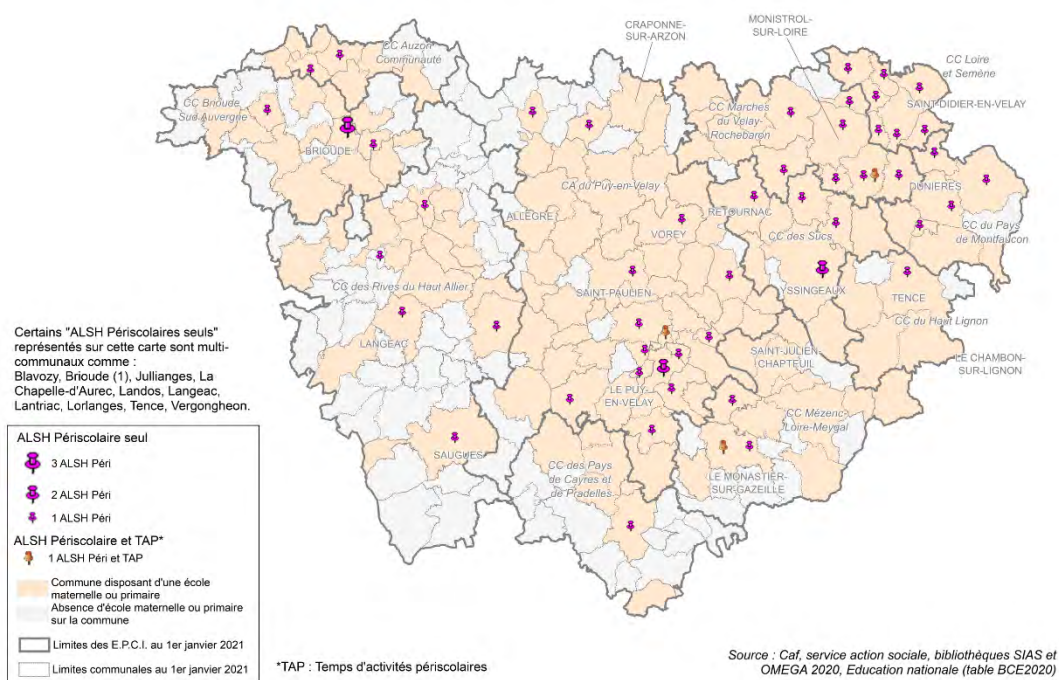 CRAPONNE-
SUR-ARZON
MONISTROL-
SUR-LOIRE
CC Auzon
Communauté
CC Loire
et Semène
CC Brioude
Sud Auvergne
CC Marches
du Velay-
Rochebaron
SAINT-DIDIER-EN-VELAY
BRIOUDE
CA du Puy-en-Velay
DUNIERES
ALLEGRE
VOREY
RETOURNAC
CC des Sucs
CC du Pays
de Montfaucon
CC des Rives du Haut Allier
SAINT-PAULIEN
YSSINGEAUX
TENCE
CC du Haut Lignon
LANGEAC
SAINT-JULIEN-
CHAPTEUIL
LE CHAMBON-
SUR-LIGNON
LE PUY-
EN-VELAY
CC Mézenc-
Loire-Meygal
SAUGUES
CC des Pays
de Cayres et
de Pradelles
LE MONASTIER-
SUR-GAZEILLE
Certains "ALSH Périscolaires seuls"
représentés sur cette carte sont multi-
communaux comme :
Blavozy, Brioude (1), Jullianges, La
Chapelle-d'Aurec, Landos, Langeac,
Lantriac, Lorlanges, Tence, Vergongheon.
ALSH Périscolaire seul
3 ALSH Péri
2 ALSH Péri
1 ALSH Péri
ALSH Périscolaire et TAP*
1 ALSH Péri et TAP
Commune disposant d'une école
maternelle ou primaire
Absence d'école maternelle ou primaire
sur la commune
Limites des E.P.C.I. au 1er janvier 2021
Limites communales au 1er janvier 2021
*TAP : Temps d'activités périscolaires
Source : Caf, service action sociale, bibliothèques SIAS et
OMEGA 2020, Education nationale (table BCE2020)